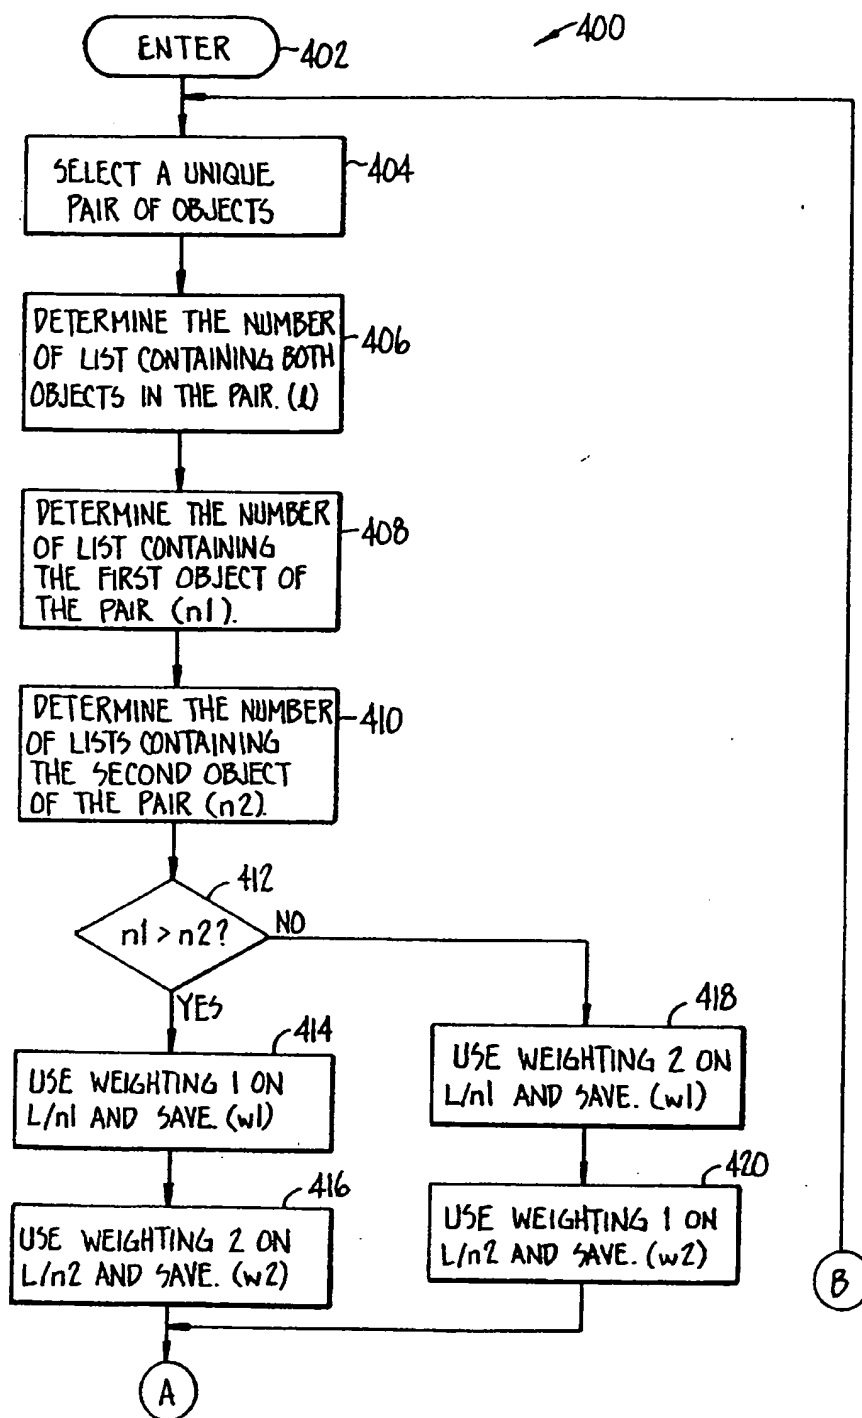 ENTER
402
400
SELECT A UNIQUE
PAIR OF OBJECTS
404
DETERMINE THE NUMBER
OF LIST CONTAINING BOTH
OBJECTS IN THE PAIR. (l)
406
DETERMINE THE NUMBER
OF LIST CONTAINING
THE FIRST OBJECT OF
THE PAIR (n1).
408
DETERMINE THE NUMBER
OF LISTS CONTAINING
THE SECOND OBJECT
OF THE PAIR (n2).
410
412
n1 > n2?
NO
YES
414
USE WEIGHTING 1 ON
L/n1 AND SAVE. (w1)
418
USE WEIGHTING 2 ON
L/n1 AND SAVE. (w1)
416
USE WEIGHTING 2 ON
L/n2 AND SAVE. (w2)
420
USE WEIGHTING 1 ON
L/n2 AND SAVE. (w2)
B
A